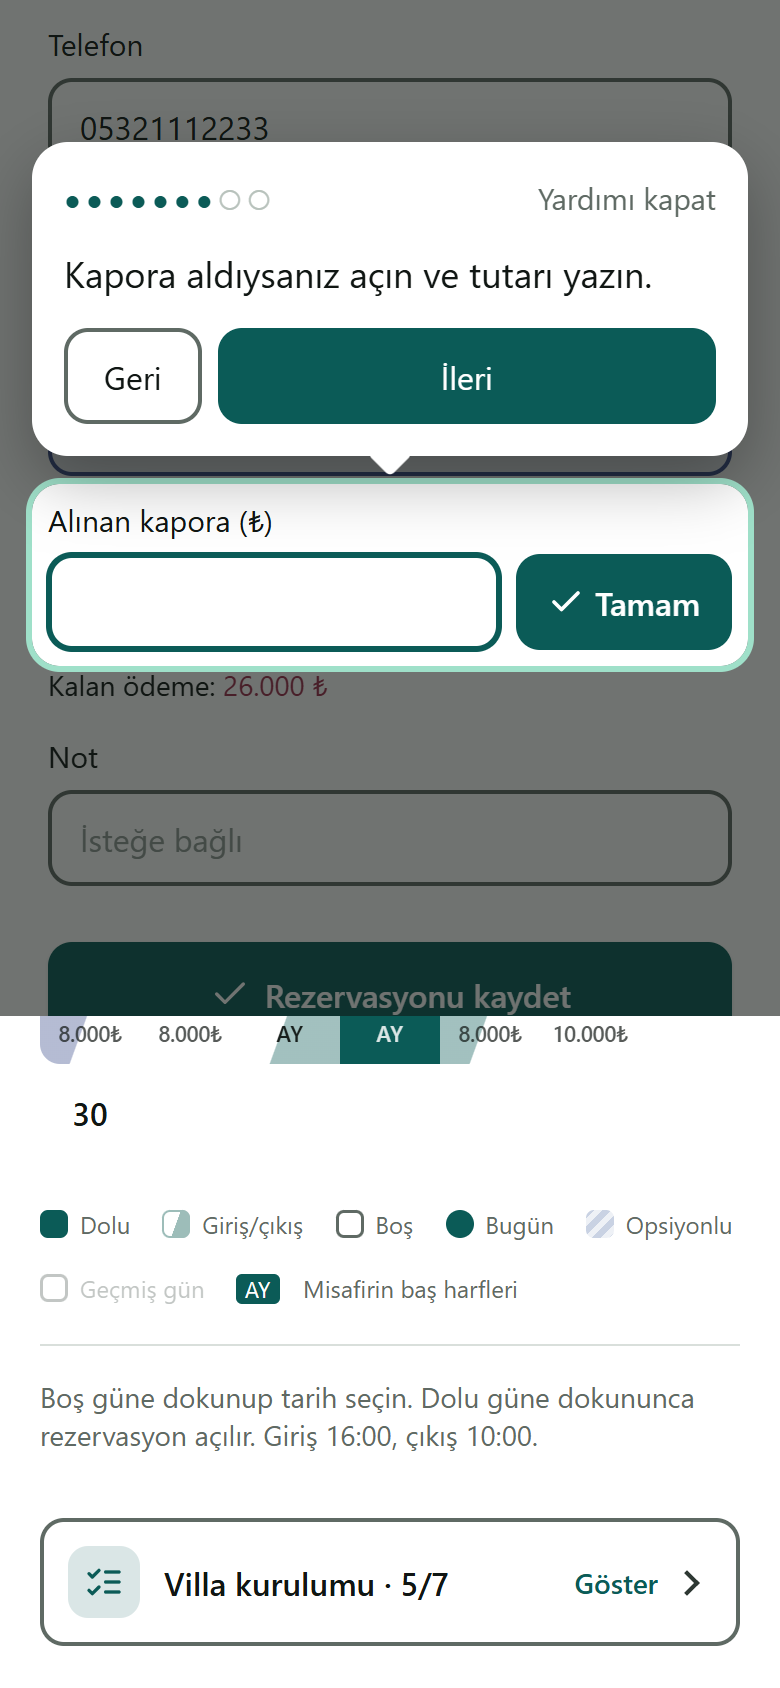 Telefon
05321112233
Yardımı kapat
Kapora aldıysanız açın ve tutarı yazın.
Geri
İleri
Alınan kapora (₺)
Tamam
Kalan ödeme: 26.000 ₺
Not
İsteğe bağlı
Rezervasyonu kaydet
8.000₺ 8.000₺ AY AY 8.000₺ 10.000₺
30
Dolu Giriş/çıkış Boş Bugün Opsiyonlu
Geçmiş gün AY Misafirin baş harfleri
Boş güne dokunup tarih seçin. Dolu güne dokununca
rezervasyon açılır. Giriş 16:00, çıkış 10:00.
Villa kurulumu · 5/7 Göster